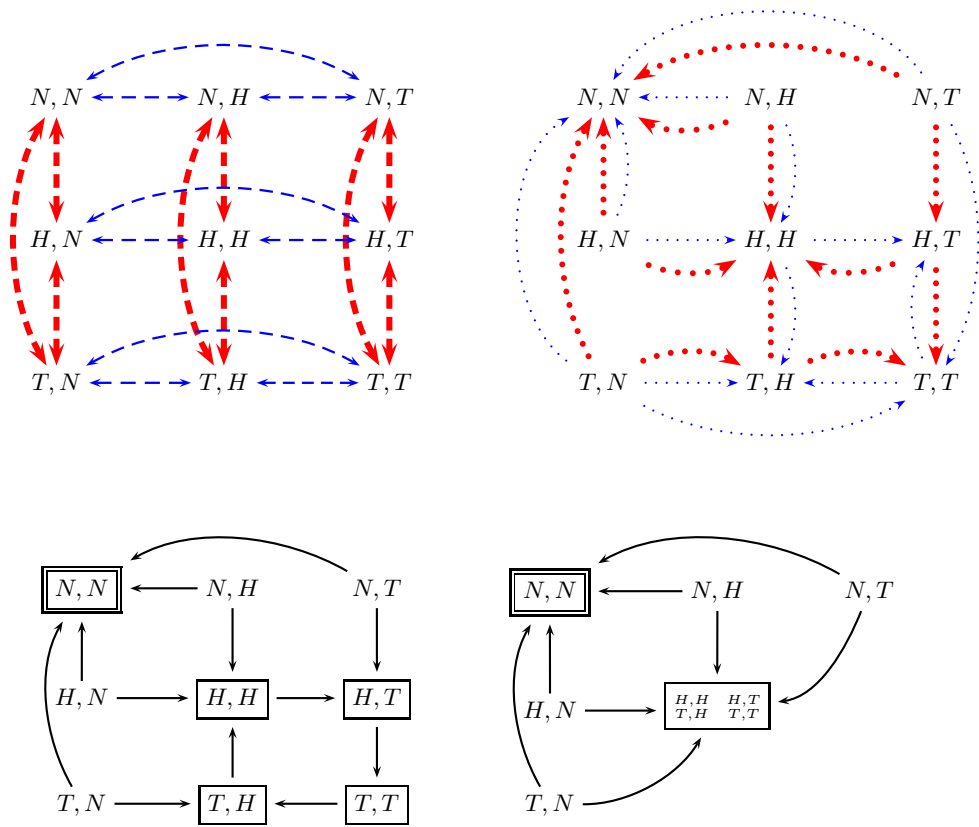 N, N N, H N, T
H, N H, H H, T
T, N T, H T, T
N, N N, H N, T
H, N H, H H, T
T, N T, H T, T
N, N N, H N, T
H, N H, H H, T
T, N T, H T, T
N, N N, H N, T
H, N
H,H H,T
T,H T,T
T, N